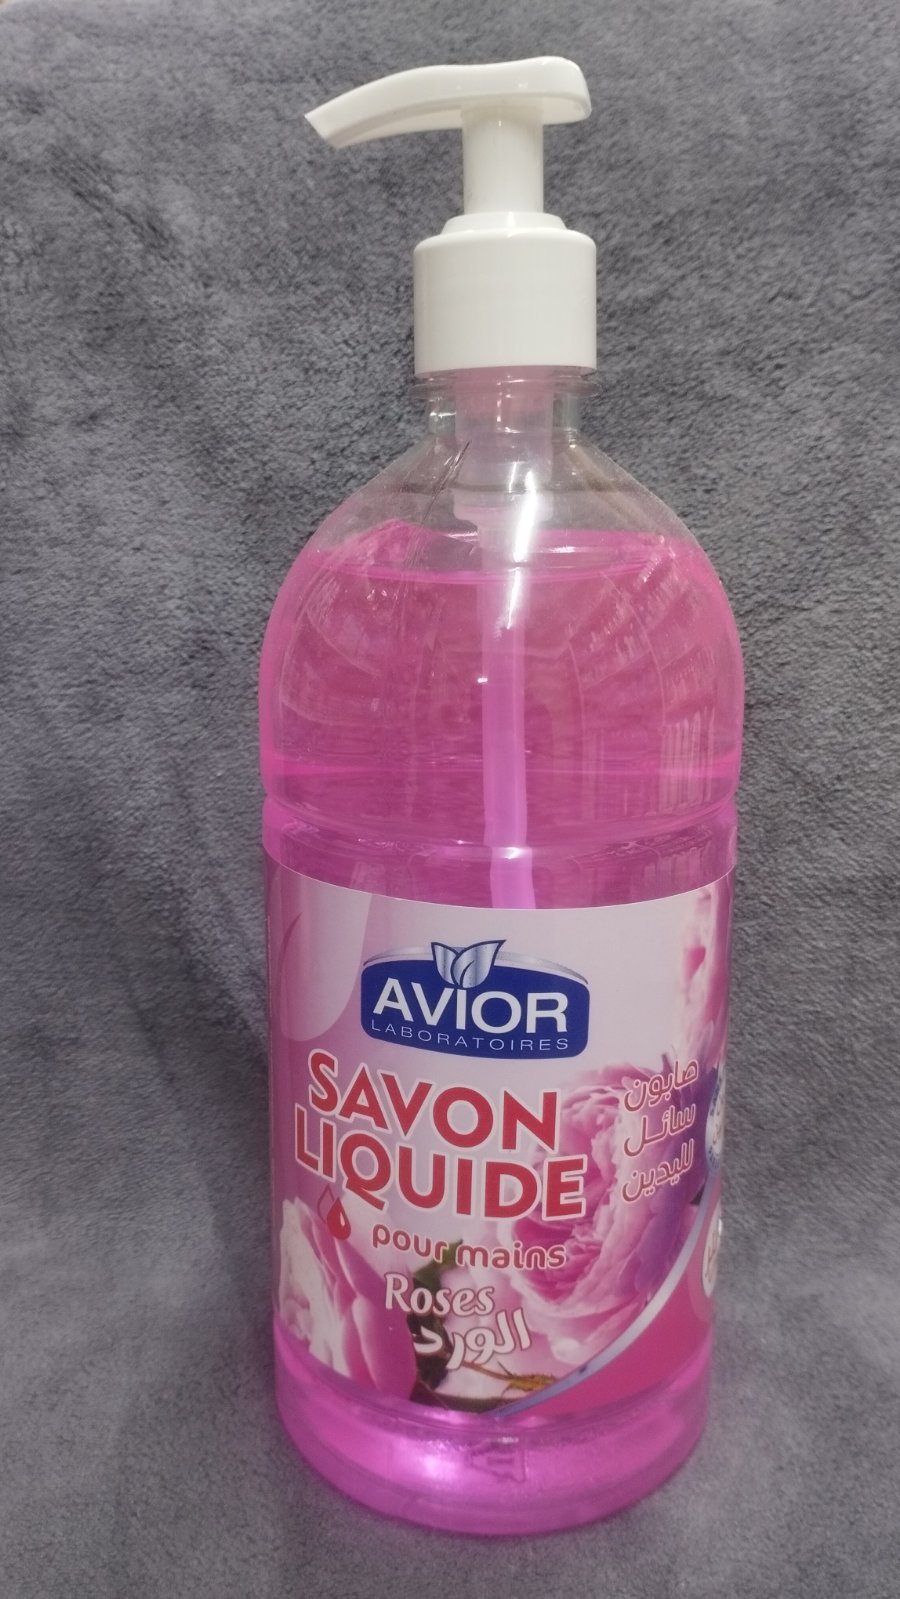 AVIOR
LABORATOIRES
SAVON
LIQUIDE
pour mains
Roses
الورد
صابون
سائل
لليدين